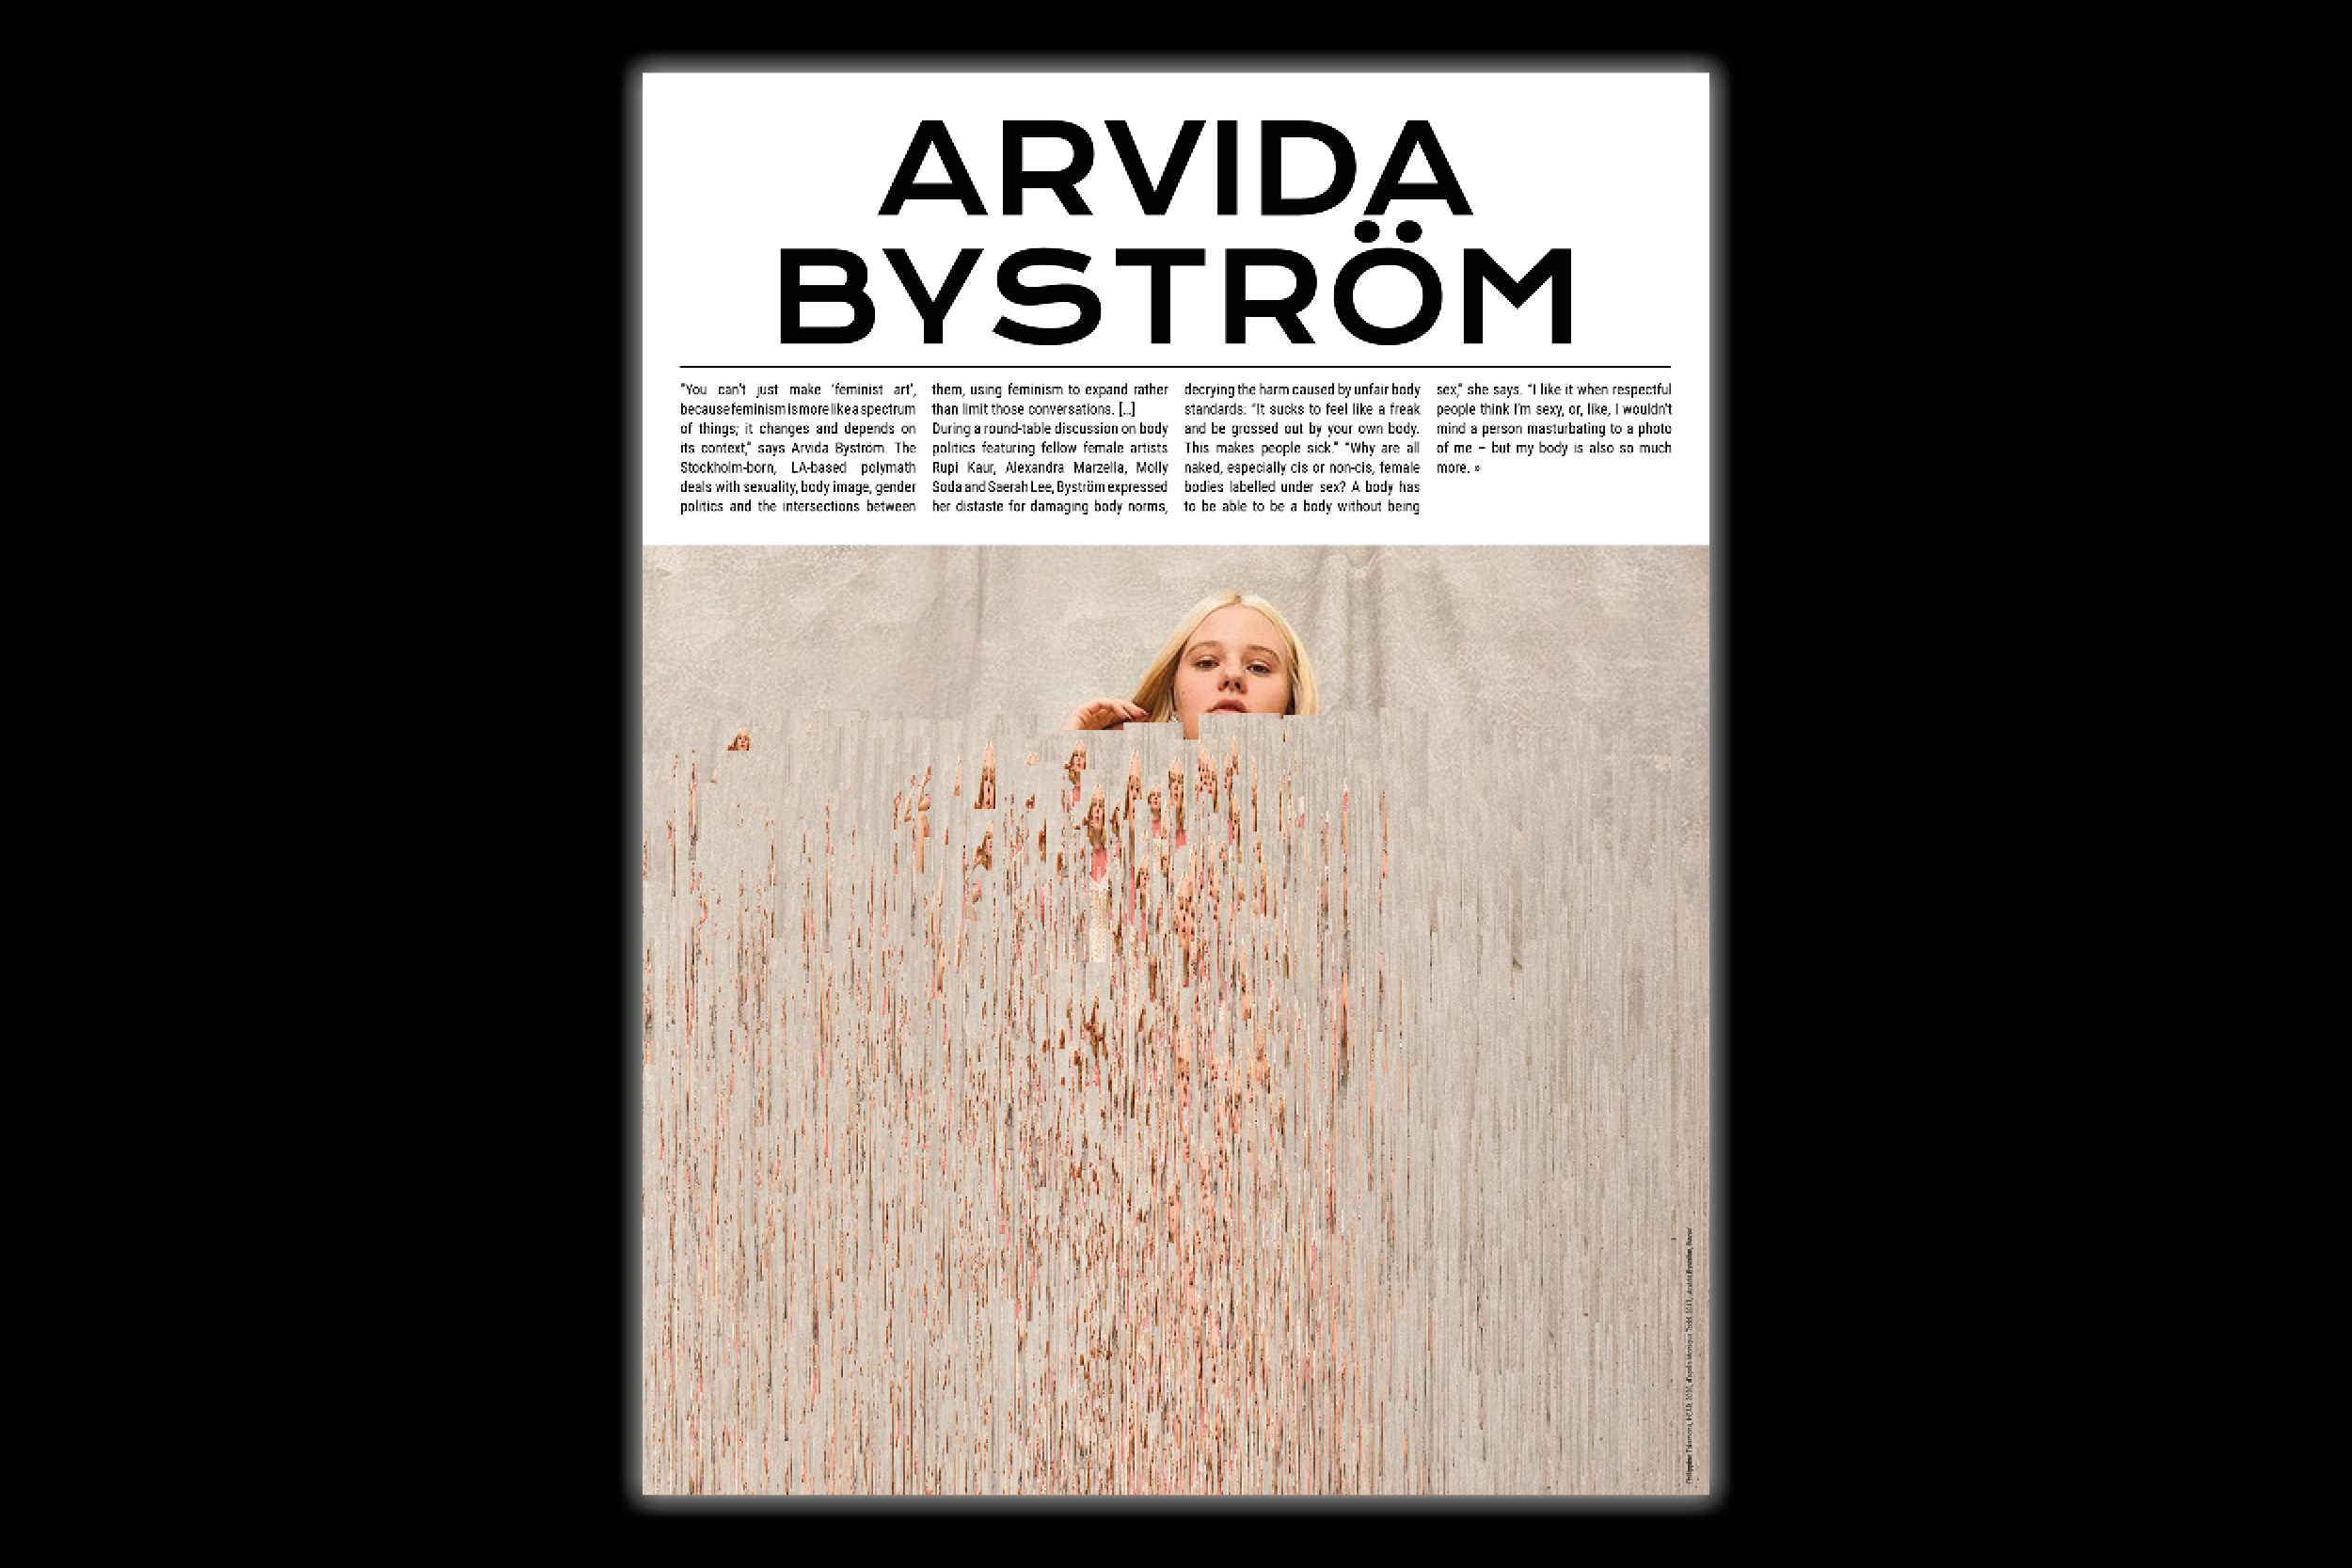 ARVIDA
BYSTRÖM
"You can't just make ‘feminist art’,
because feminism is more like a spectrum
of things; it changes and depends on
its context,” says Arvida Byström. The
Stockholm-born, LA-based polymath
deals with sexuality, body image, gender
politics and the intersections between
them, using feminism to expand rather
than limit those conversations. [...]
During a round-table discussion on body
politics featuring fellow female artists
Rupi Kaur, Alexandra Marzella, Molly
Soda and Saerah Lee, Byström expressed
her distaste for damaging body norms,
decrying the harm caused by unfair body
standards: “It sucks to feel like a freak
and be grossed out by your own body.
This makes people sick.” “Why are all
naked, especially cis or non-cis, female
bodies labelled under sex? A body has
to be able to be a body without being
sex,” she says. “I like it when respectful
people think I'm sexy, or, like, I wouldn't
mind a person masturbating to a photo
of me – but my body is also so much
more. »